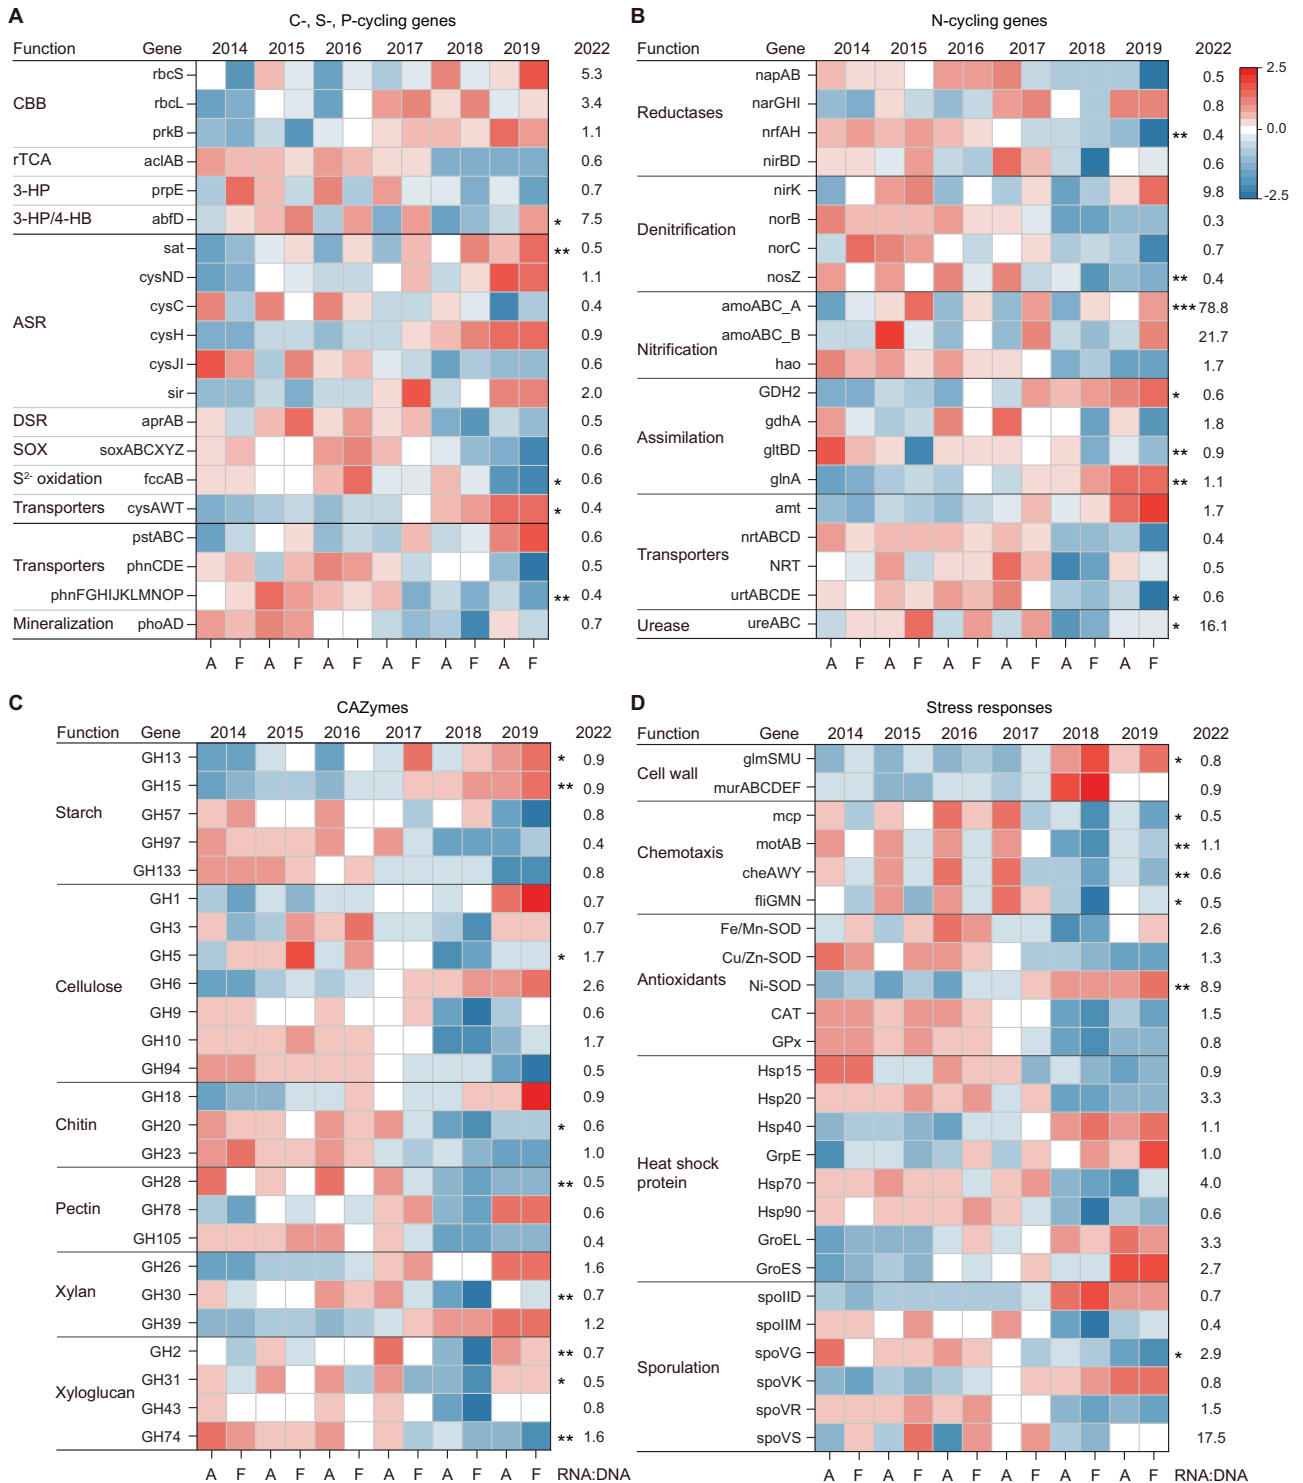 A
C-, S-, P-cycling genes
Function Gene 2014 2015 2016 2017 2018 2019 2022
CBB
rbcS 5.3
rbcL 3.4
prkB 1.1
rTCA aclAB 0.6
3-HP prpE 0.7
3-HP/4-HB abfD * 7.5
ASR
sat ** 0.5
cysND 1.1
cysC 0.4
cysH 0.9
cysJI 0.6
sir 2.0
DSR aprAB 0.5
SOX soxABCXYZ 0.6
S2- oxidation fccAB * 0.6
Transporters cysAWT * 0.4
Transporters
pstABC 0.6
phnCDE 0.5
phnFGHIJKLMNOP ** 0.4
Mineralization phoAD 0.7
A F A F A F A F A F A F
B
N-cycling genes
Function Gene 2014 2015 2016 2017 2018 2019 2022
2.5
0.0
-2.5
Reductases
napAB 0.5
narGHI 0.8
nrfAH ** 0.4
nirBD 0.6
Denitrification
nirK 9.8
norB 0.3
norC 0.7
nosZ ** 0.4
Nitrification
amoABC_A *** 78.8
amoABC_B 21.7
hao 1.7
Assimilation
GDH2 * 0.6
gdhA 1.8
gltBD ** 0.9
glnA ** 1.1
Transporters
amt 1.7
nrtABCD 0.4
NRT 0.5
urtABCDE * 0.6
Urease ureABC * 16.1
A F A F A F A F A F A F
C
CAZymes
Function Gene 2014 2015 2016 2017 2018 2019 2022
Starch
GH13 * 0.9
GH15 ** 0.9
GH57 0.8
GH97 0.4
GH133 0.8
Cellulose
GH1 0.7
GH3 0.7
GH5 * 1.7
GH6 2.6
GH9 0.6
GH10 1.7
GH94 0.5
Chitin
GH18 0.9
GH20 * 0.6
GH23 1.0
Pectin
GH28 ** 0.5
GH78 0.6
GH105 0.4
Xylan
GH26 1.6
GH30 ** 0.7
GH39 1.2
Xyloglucan
GH2 ** 0.7
GH31 * 0.5
GH43 0.8
GH74 ** 1.6
A F A F A F A F A F A F RNA:DNA
D
Stress responses
Function Gene 2014 2015 2016 2017 2018 2019 2022
Cell wall
glmSMU * 0.8
murABCDEF 0.9
Chemotaxis
mcp * 0.5
motAB ** 1.1
cheAWY ** 0.6
fliGMN * 0.5
Antioxidants
Fe/Mn-SOD 2.6
Cu/Zn-SOD 1.3
Ni-SOD ** 8.9
CAT 1.5
GPx 0.8
Heat shock
protein
Hsp15 0.9
Hsp20 3.3
Hsp40 1.1
GrpE 1.0
Hsp70 4.0
Hsp90 0.6
GroEL 3.3
GroES 2.7
Sporulation
spoIID 0.7
spoIIM 0.4
spoVG * 2.9
spoVK 0.8
spoVR 1.5
spoVS 17.5
A F A F A F A F A F A F RNA:DNA